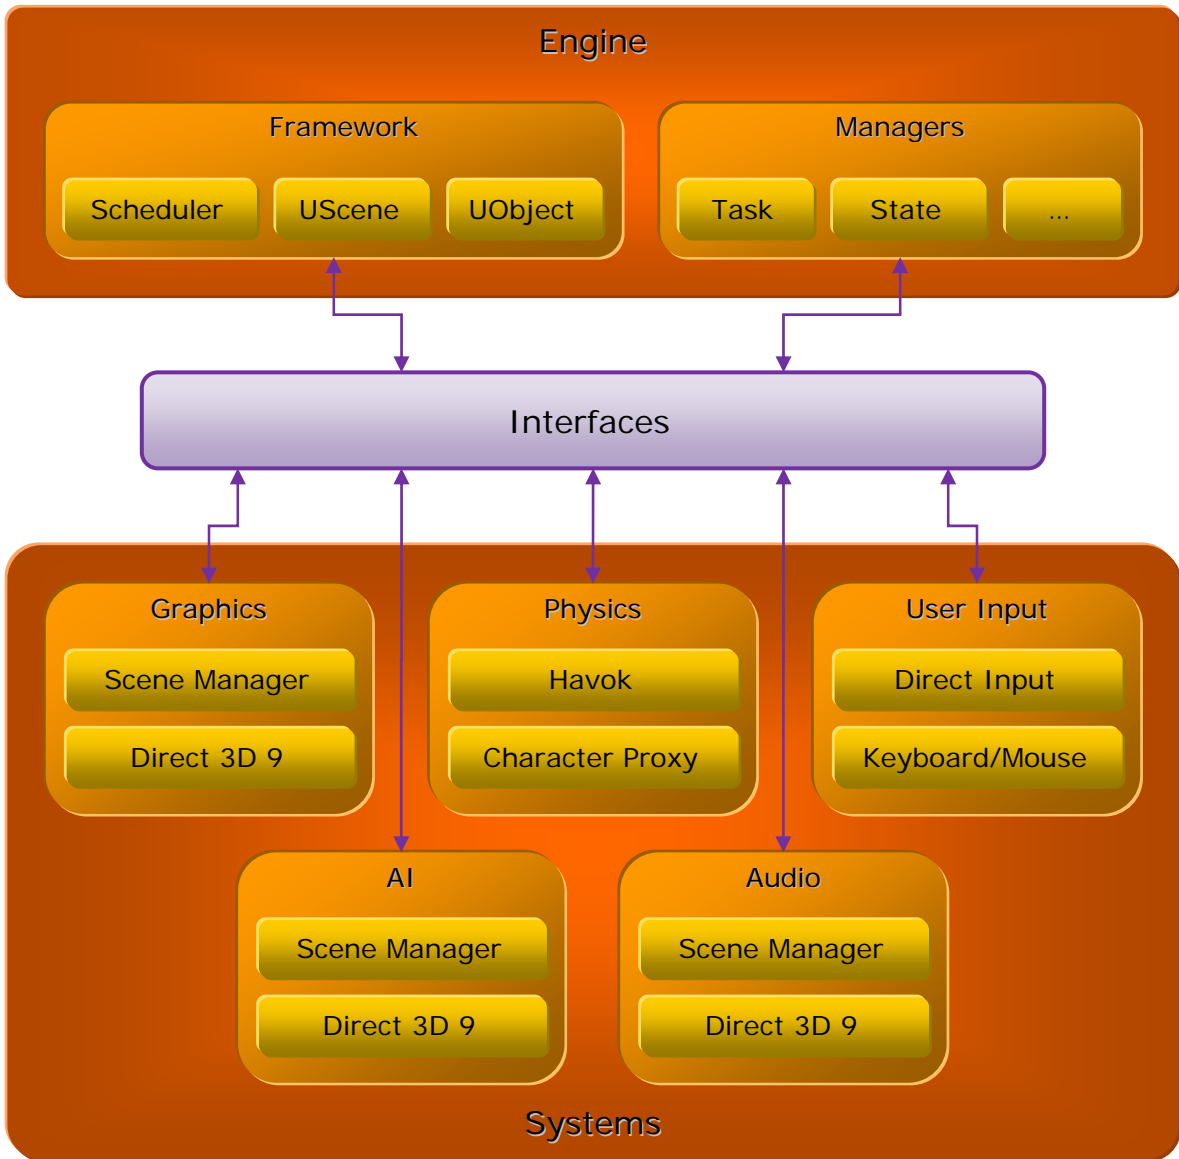 Engine
Framework
Managers
Scheduler
UScene
UObject
Task
State
...
Interfaces
Graphics
Physics
User Input
Scene Manager
Havok
Direct Input
Direct 3D 9
Character Proxy
Keyboard/Mouse
AI
Audio
Scene Manager
Scene Manager
Direct 3D 9
Direct 3D 9
Systems